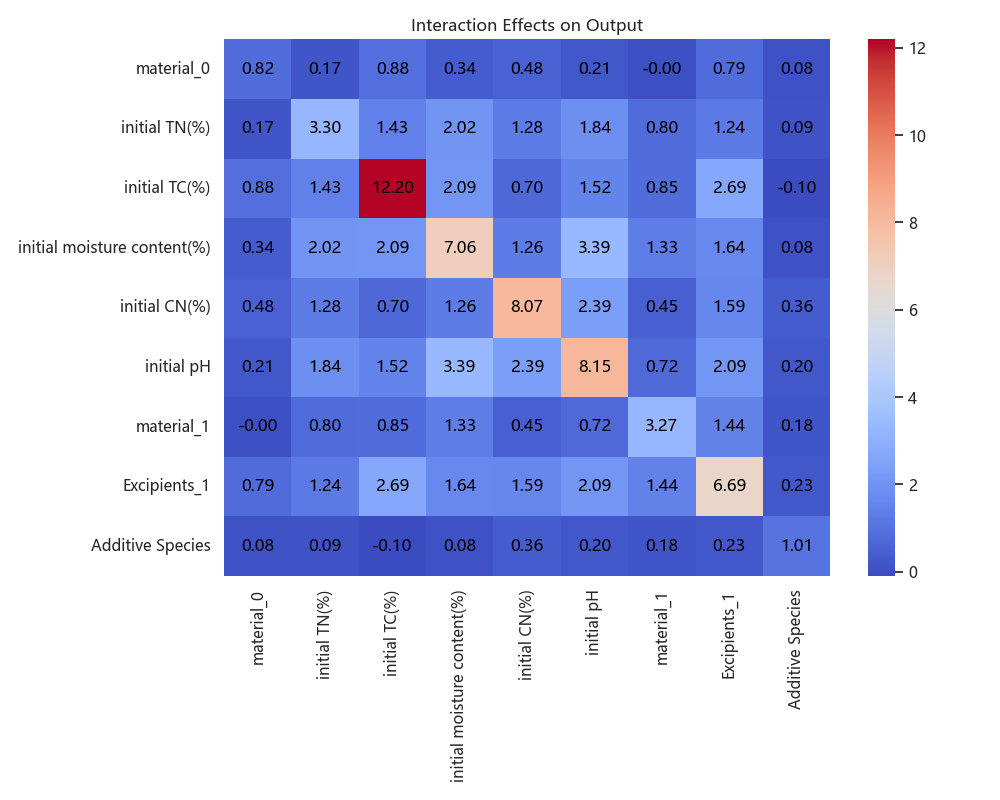 Interaction Effects on Output
material_0 0.82 0.17 0.88 0.34 0.48 0.21 -0.00 0.79 0.08
initial TN(%) 0.17 3.30 1.43 2.02 1.28 1.84 0.80 1.24 0.09
initial TC(%) 0.88 1.43 12.20 2.09 0.70 1.52 0.85 2.69 -0.10
initial moisture content(%) 0.34 2.02 2.09 7.06 1.26 3.39 1.33 1.64 0.08
initial CN(%) 0.48 1.28 0.70 1.26 8.07 2.39 0.45 1.59 0.36
initial pH 0.21 1.84 1.52 3.39 2.39 8.15 0.72 2.09 0.20
material_1 -0.00 0.80 0.85 1.33 0.45 0.72 3.27 1.44 0.18
Excipients_1 0.79 1.24 2.69 1.64 1.59 2.09 1.44 6.69 0.23
Additive Species 0.08 0.09 -0.10 0.08 0.36 0.20 0.18 0.23 1.01
material_0
initial TN(%)
initial TC(%)
initial moisture content(%)
initial CN(%)
initial pH
material_1
Excipients_1
Additive Species
12
10
8
6
4
2
0